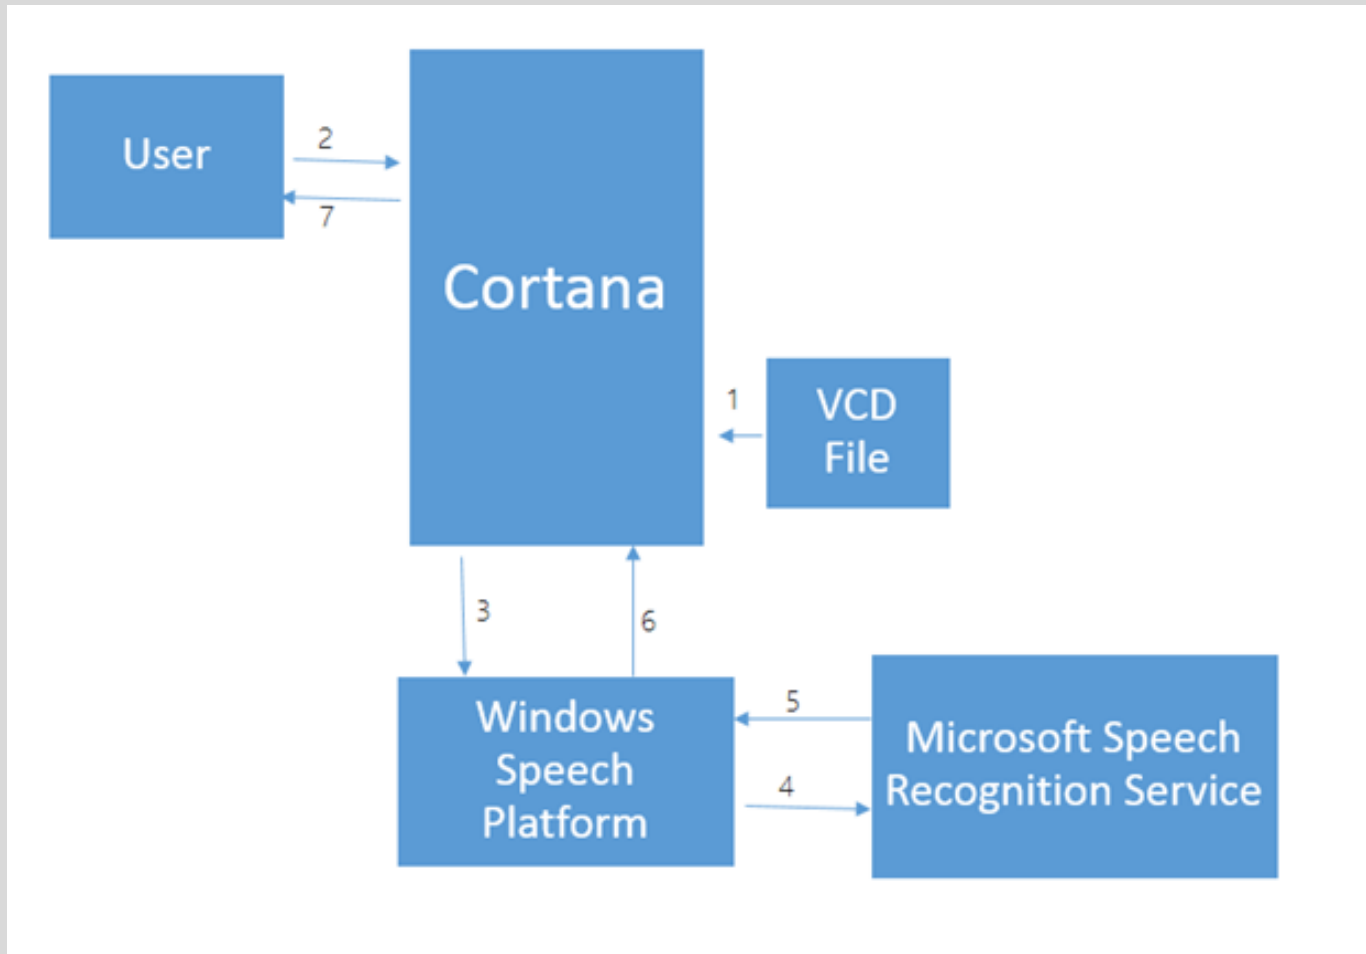 User
2
7
Cortana
1
VCD
File
3
6
Windows
Speech
Platform
5
4
Microsoft Speech
Recognition Service